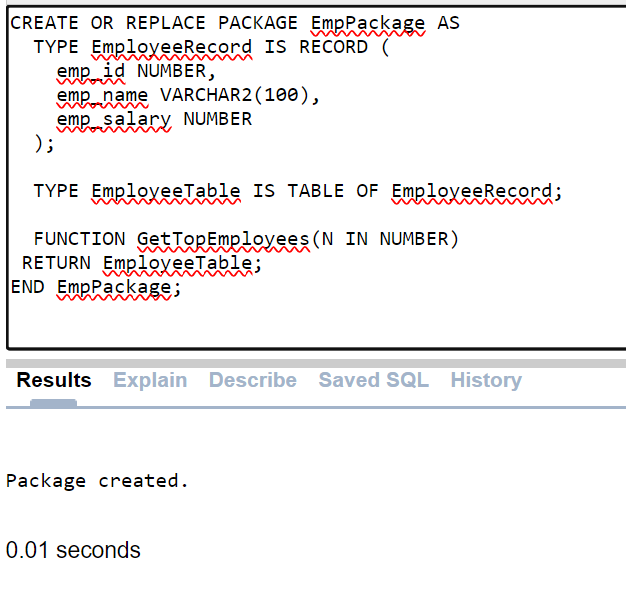 CREATE OR REPLACE PACKAGE EmpPackage AS
  TYPE EmployeeRecord IS RECORD (
    emp_id NUMBER,
    emp_name VARCHAR2(100),
    emp_salary NUMBER
  );

  TYPE EmployeeTable IS TABLE OF EmployeeRecord;

  FUNCTION GetTopEmployees(N IN NUMBER)
 RETURN EmployeeTable;
END EmpPackage;
Results Explain Describe Saved SQL History
Package created.
0.01 seconds